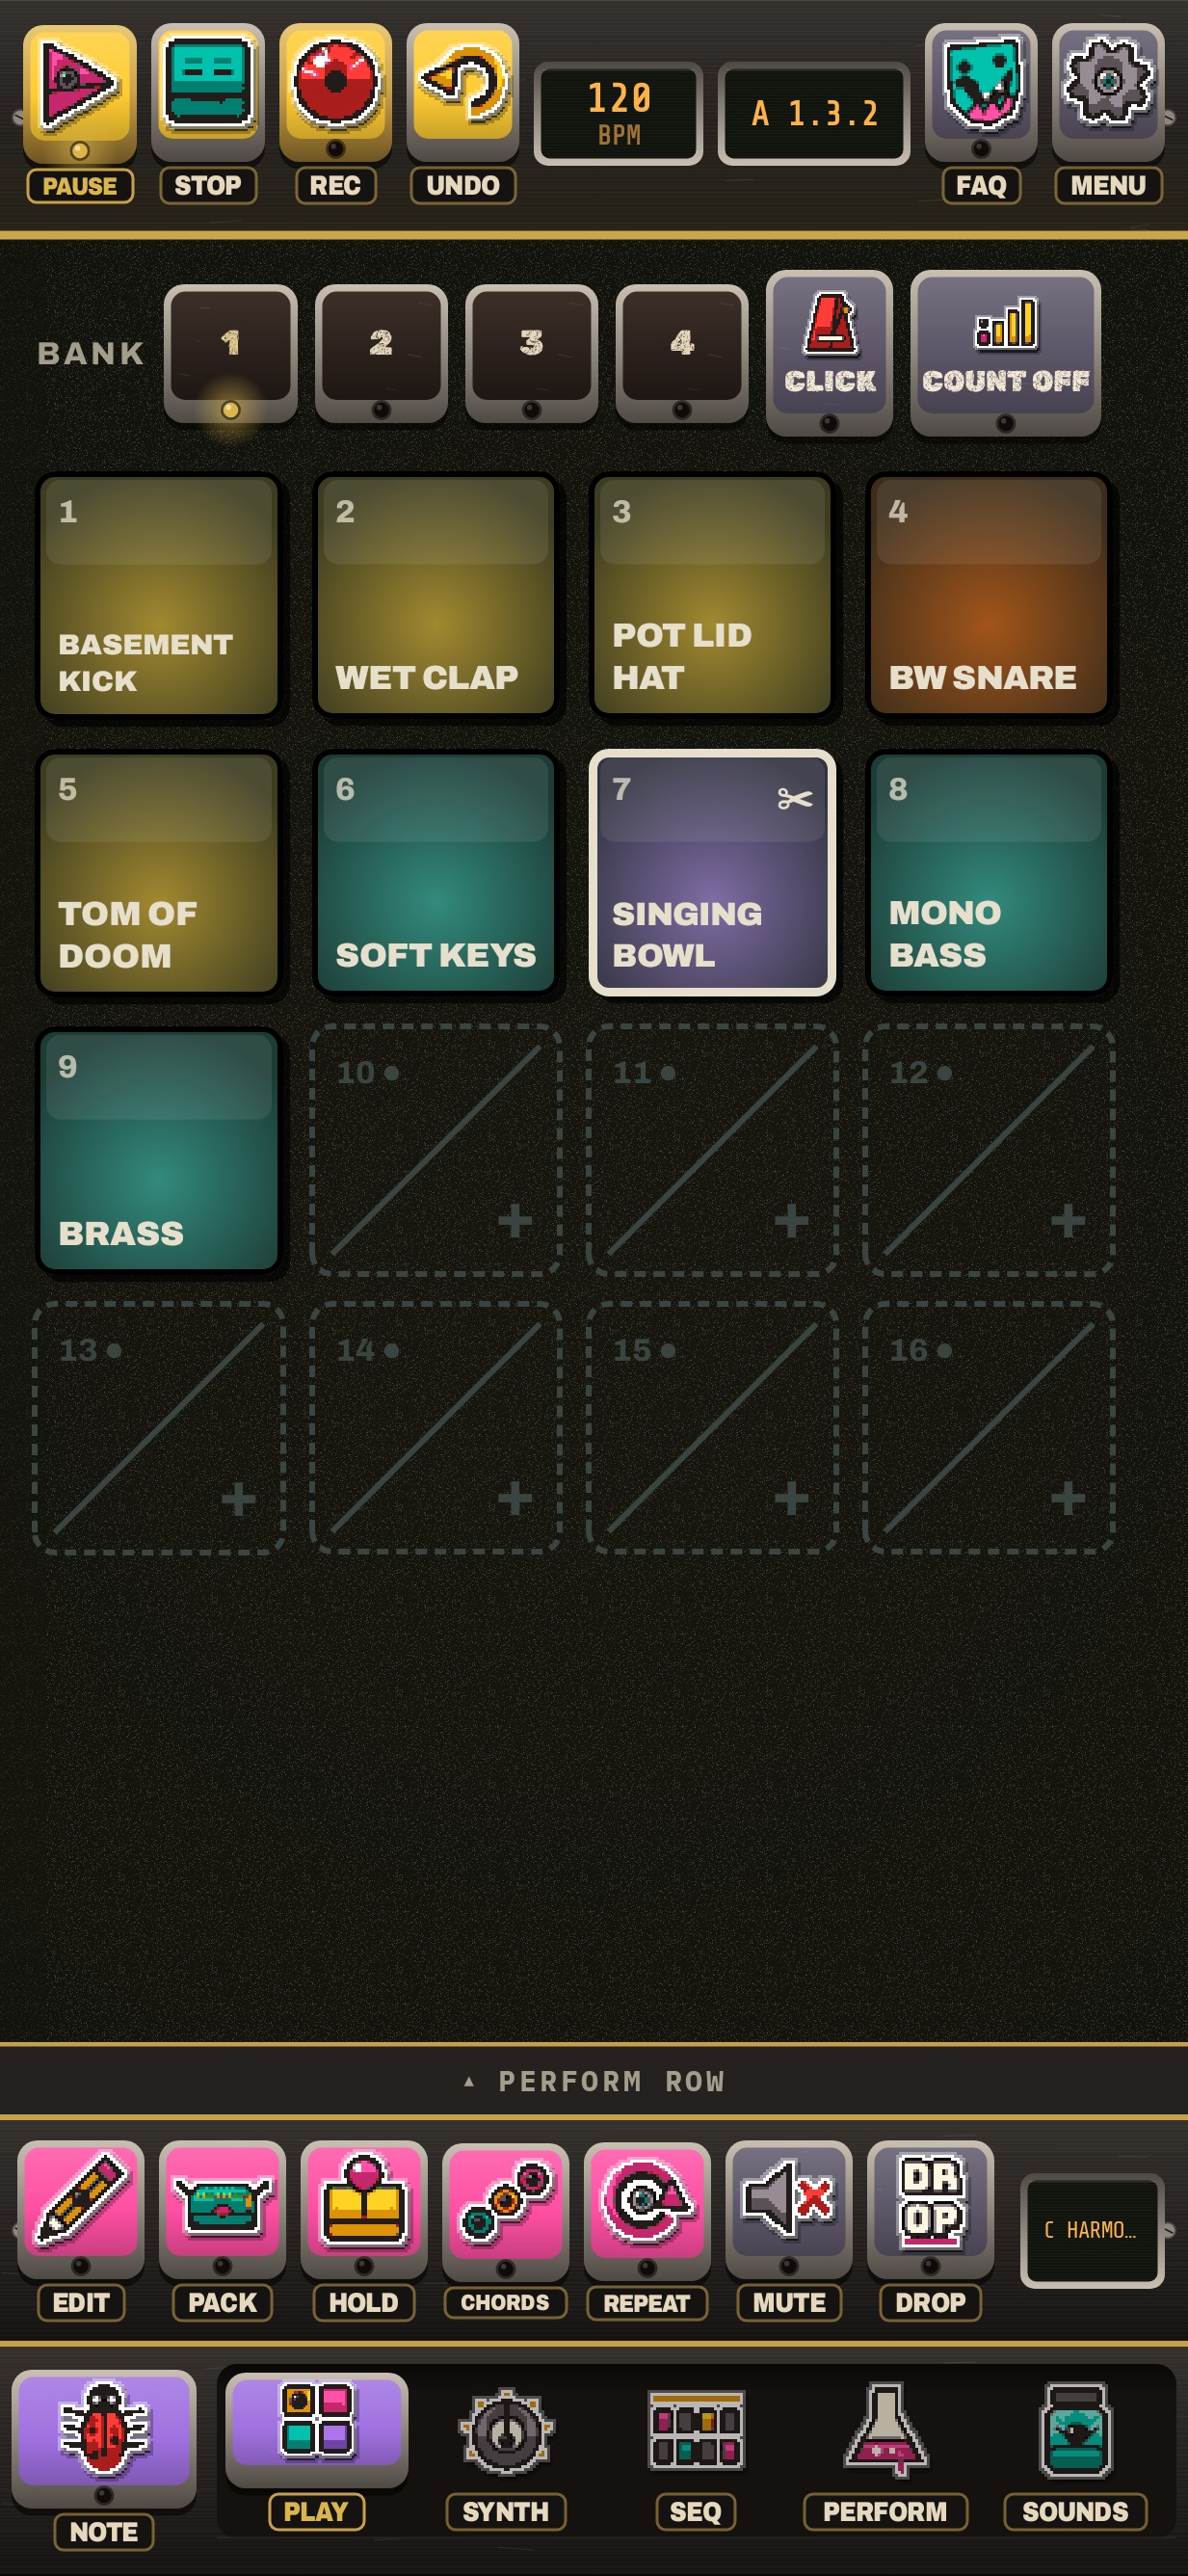 120
BPM
A 1.3.2
PAUSE
STOP
REC
UNDO
FAQ
MENU
BANK
1
2
3
4
CLICK
COUNT OFF
1
BASEMENT
KICK
2
WET CLAP
3
POT LID
HAT
4
BW SNARE
5
TOM OF
DOOM
6
SOFT KEYS
7
SINGING
BOWL
8
MONO
BASS
9
BRASS
10
11
12
13
14
15
16
▲ PERFORM ROW
DR
OP
C HARMO…
EDIT
PACK
HOLD
CHORDS
REPEAT
MUTE
DROP
NOTE
PLAY
SYNTH
SEQ
PERFORM
SOUNDS